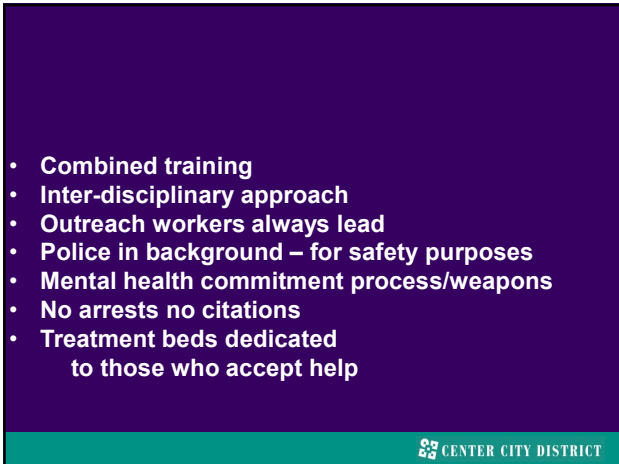 • Combined training
• Inter-disciplinary approach
• Outreach workers always lead
• Police in background – for safety purposes
• Mental health commitment process/weapons
• No arrests no citations
• Treatment beds dedicated
to those who accept help
CENTER CITY DISTRICT